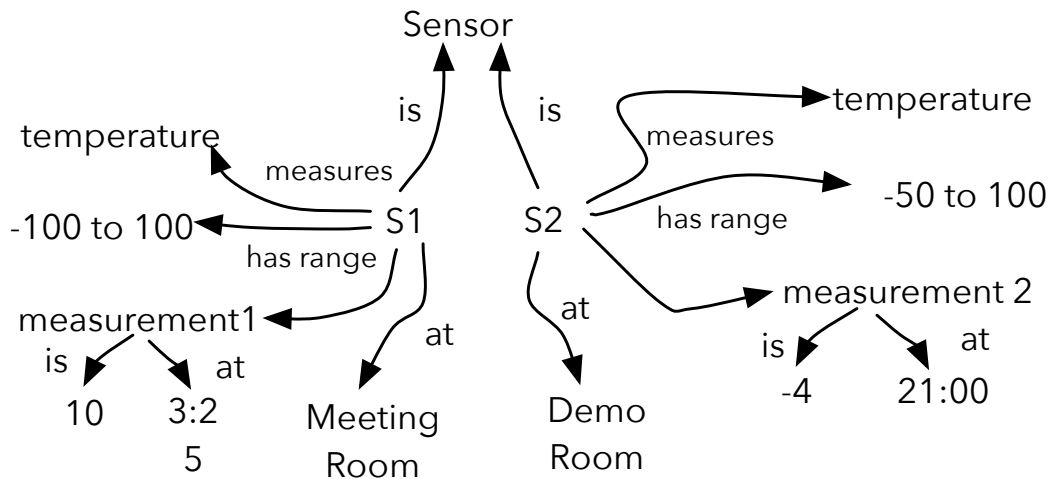 Sensor
is
is
temperature
measures
temperature
measures
-100 to 100
has range
S1
S2
has range
-50 to 100
measurement1
is
at
10
3:2
5
at
Meeting
Room
at
Demo
Room
measurement 2
is
at
-4
21:00